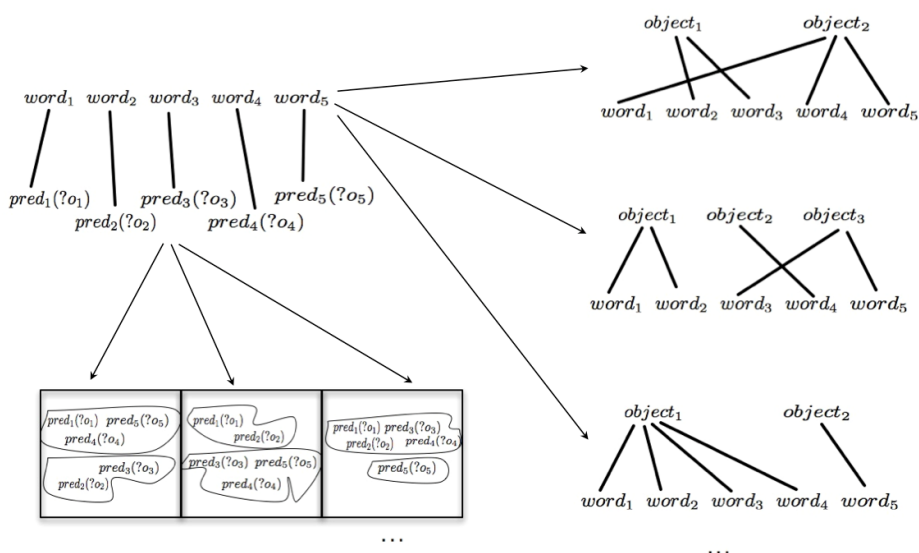 object₁ object₂
word₁ word₂ word₃ word₄ word₅
word₁ word₂ word₃ word₄ word₅
pred₁(?o₁) pred₂(?o₂) pred₃(?o₃) pred₄(?o₄) pred₅(?o₅)
object₁ object₂ object₃
word₁ word₂ word₃ word₄ word₅
object₁ object₂
word₁ word₂ word₃ word₄ word₅
pred₁(?o₁) pred₅(?o₅)
pred₄(?o₄)
pred₃(?o₃)
pred₂(?o₂)
pred₁(?o₁)
pred₂(?o₂)
pred₃(?o₃) pred₅(?o₅)
pred₄(?o₄)
pred₁(?o₁) pred₃(?o₃)
pred₂(?o₂) pred₄(?o₄)
pred₅(?o₅)
...
...